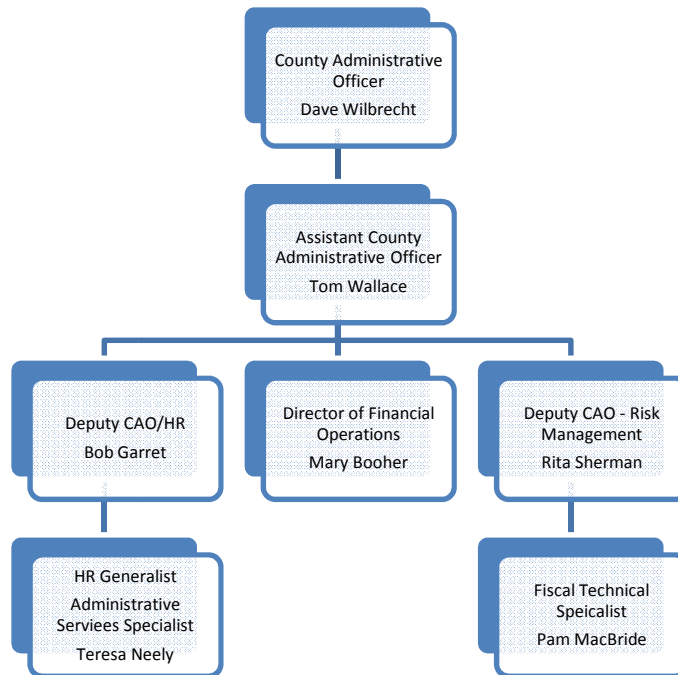 County Administrative
Officer
Dave Wilbrecht
Assistant County
Administrative Officer
Tom Wallace
Deputy CAO/HR
Bob Garret
Director of Financial
Operations
Mary Booher
Deputy CAO - Risk
Management
Rita Sherman
HR Generalist
Administrative
Serviees Specialist
Teresa Neely
Fiscal Technical
Speicalist
Pam MacBride